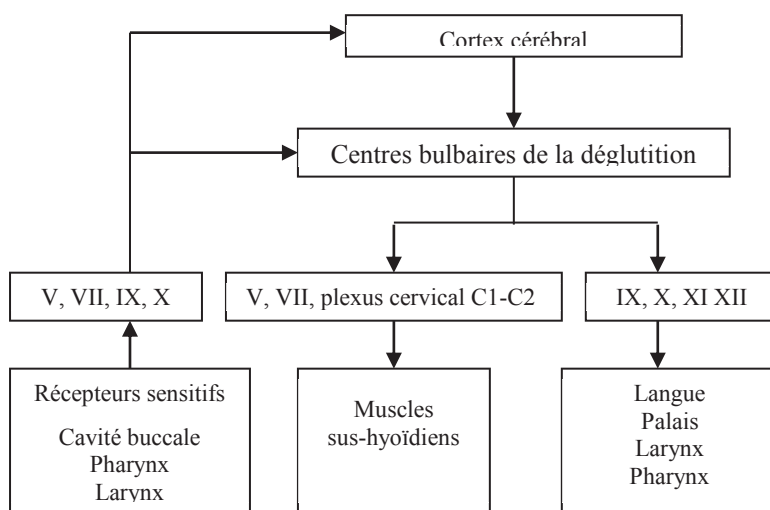 Cortex cérébral
Centres bulbaires de la déglutition
V, VII, IX, X
V, VII, plexus cervical C1-C2
IX, X, XI XII
Récepteurs sensitifs
Cavité buccale
Pharynx
Larynx
Muscles
sus-hyoïdiens
Langue
Palais
Larynx
Pharynx